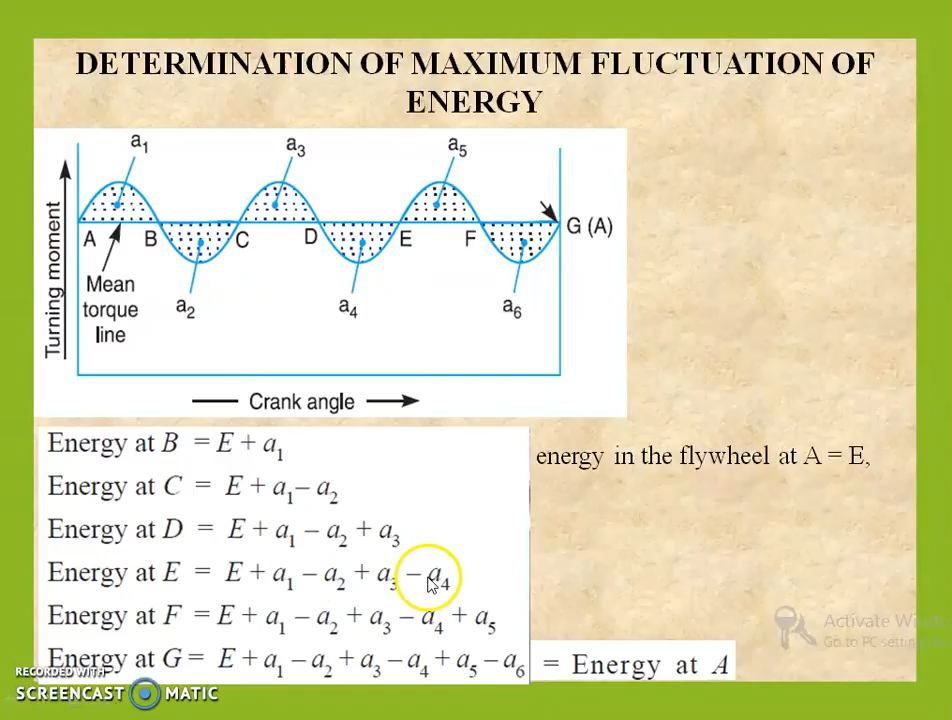 DETERMINATION OF MAXIMUM FLUCTUATION OF
ENERGY
a₁
a₃
a₅
Turning moment
A
B
C
D
E
F
G (A)
Mean
torque
line
a₂
a₄
a₆
Crank angle
Energy at B = E + a₁
energy in the flywheel at A = E,
Energy at C = E + a₁ – a₂
Energy at D = E + a₁ – a₂ + a₃
Energy at E = E + a₁ – a₂ + a₃ – a₄
Energy at F = E + a₁ – a₂ + a₃ – a₄ + a₅
Energy at G = E + a₁ – a₂ + a₃ – a₄ + a₅ – a₆ = Energy at A
Activate Win
Go to PC setting
RECORDED WITH
SCREENCAST MATIC